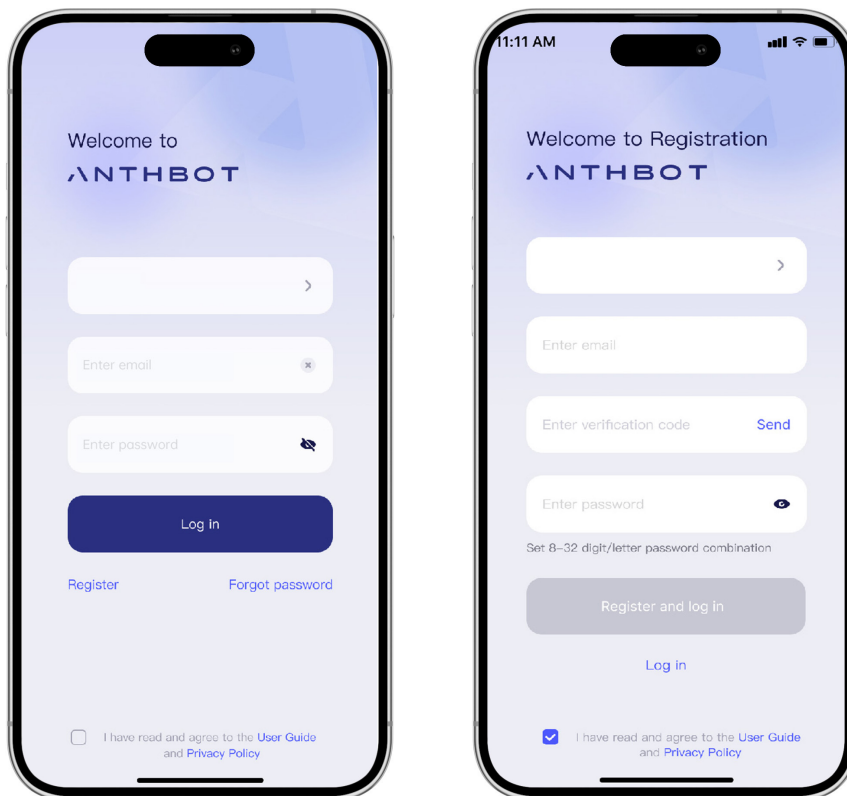 Welcome to
ANTHBOT
Enter email
Enter password
Log in
Register
Forgot password
I have read and agree to the User Guide
and Privacy Policy
11:11 AM
Welcome to Registration
ANTHBOT
Enter email
Enter verification code
Send
Enter password
Set 8–32 digit/letter password combination
Register and log in
Log in
I have read and agree to the User Guide
and Privacy Policy